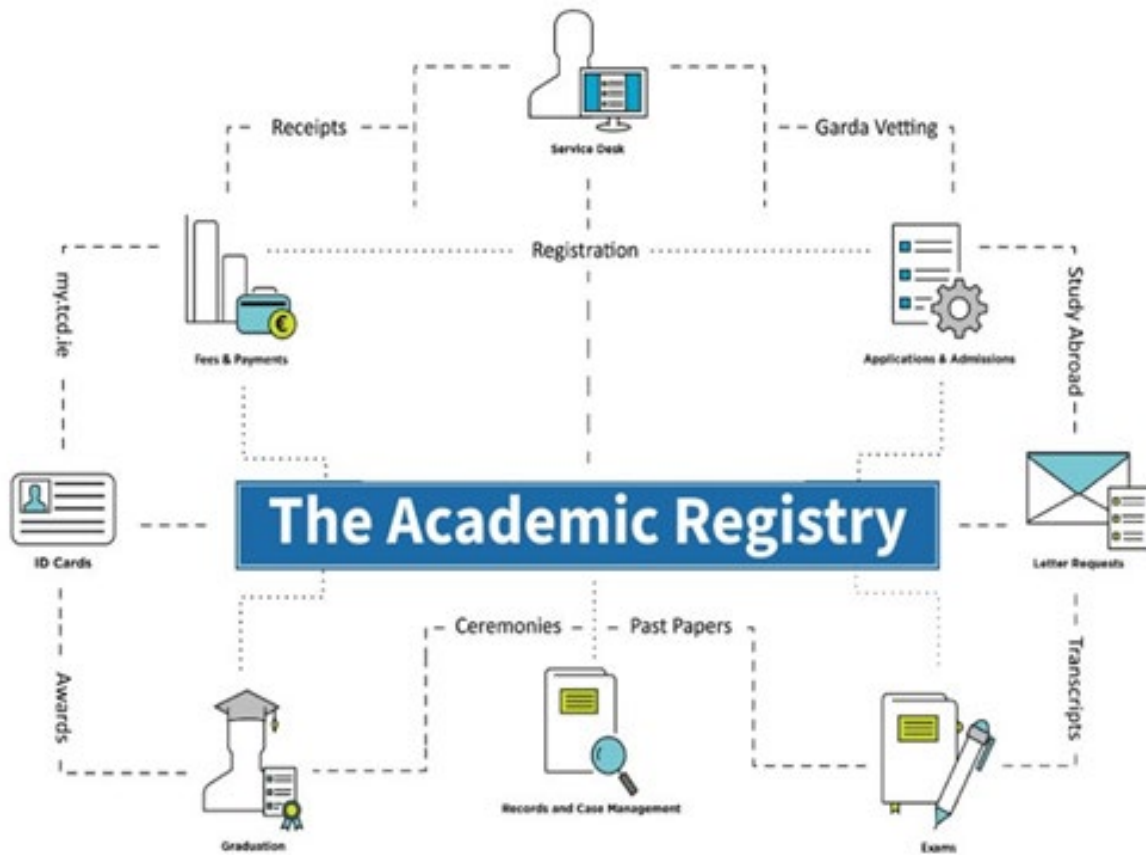 Service Desk
Receipts
Garda Vetting
Registration
Fees & Payments
Applications & Admissions
my.tcd.ie
Study Abroad
The Academic Registry
ID Cards
Letter Requests
Ceremonies
Past Papers
Awards
Transcripts
Graduation
Records and Case Management
Exams
€